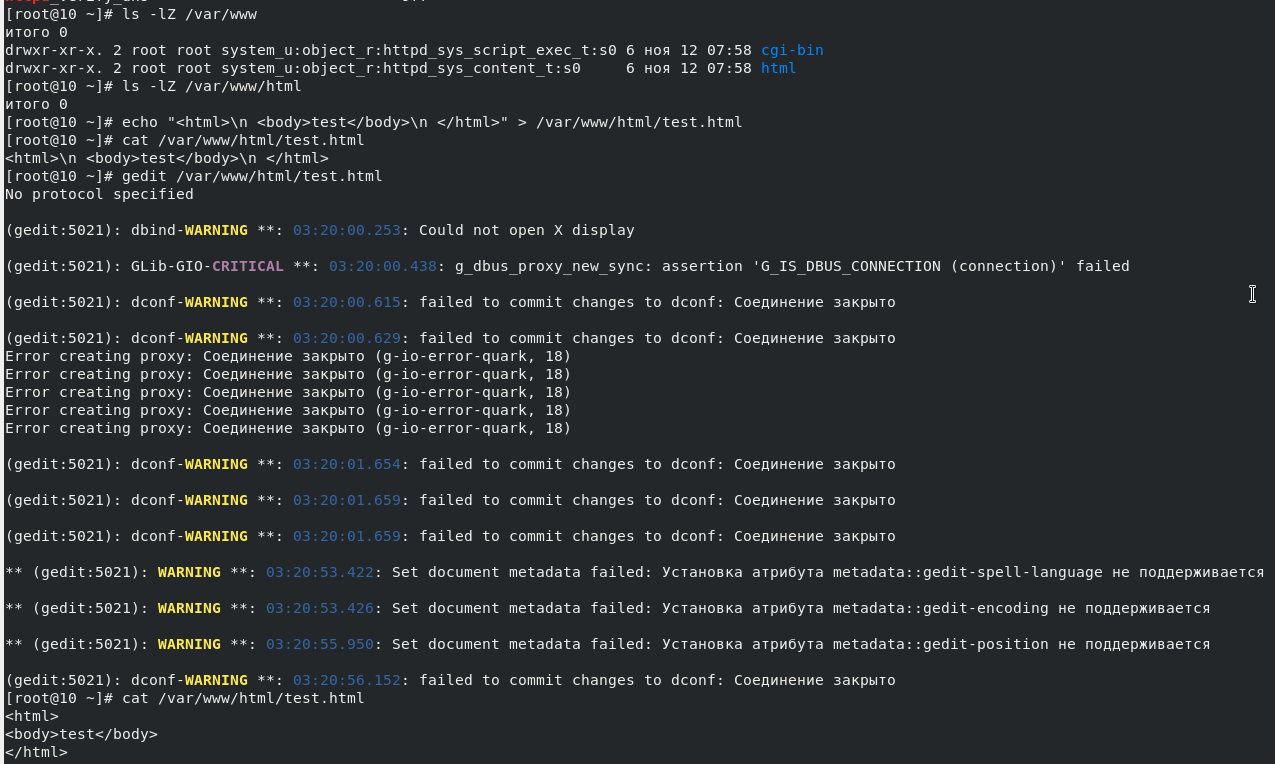 [root@10 ~]# ls -lZ /var/www
итого 0
drwxr-xr-x. 2 root root system_u:object_r:httpd_sys_script_exec_t:s0 6 ноя 12 07:58 cgi-bin
drwxr-xr-x. 2 root root system_u:object_r:httpd_sys_content_t:s0     6 ноя 12 07:58 html
[root@10 ~]# ls -lZ /var/www/html
итого 0
[root@10 ~]# echo "<html>\n <body>test</body>\n </html>" > /var/www/html/test.html
[root@10 ~]# cat /var/www/html/test.html
<html>\n <body>test</body>\n </html>
[root@10 ~]# gedit /var/www/html/test.html
No protocol specified
(gedit:5021): dbind-WARNING **: 03:20:00.253: Could not open X display
(gedit:5021): GLib-GIO-CRITICAL **: 03:20:00.438: g_dbus_proxy_new_sync: assertion 'G_IS_DBUS_CONNECTION (connection)' failed
(gedit:5021): dconf-WARNING **: 03:20:00.615: failed to commit changes to dconf: Соединение закрыто
(gedit:5021): dconf-WARNING **: 03:20:00.629: failed to commit changes to dconf: Соединение закрыто
Error creating proxy: Соединение закрыто (g-io-error-quark, 18)
Error creating proxy: Соединение закрыто (g-io-error-quark, 18)
Error creating proxy: Соединение закрыто (g-io-error-quark, 18)
Error creating proxy: Соединение закрыто (g-io-error-quark, 18)
Error creating proxy: Соединение закрыто (g-io-error-quark, 18)
(gedit:5021): dconf-WARNING **: 03:20:01.654: failed to commit changes to dconf: Соединение закрыто
(gedit:5021): dconf-WARNING **: 03:20:01.659: failed to commit changes to dconf: Соединение закрыто
(gedit:5021): dconf-WARNING **: 03:20:01.659: failed to commit changes to dconf: Соединение закрыто
** (gedit:5021): WARNING **: 03:20:53.422: Set document metadata failed: Установка атрибута metadata::gedit-spell-language не поддерживается
** (gedit:5021): WARNING **: 03:20:53.426: Set document metadata failed: Установка атрибута metadata::gedit-encoding не поддерживается
** (gedit:5021): WARNING **: 03:20:55.950: Set document metadata failed: Установка атрибута metadata::gedit-position не поддерживается
(gedit:5021): dconf-WARNING **: 03:20:56.152: failed to commit changes to dconf: Соединение закрыто
[root@10 ~]# cat /var/www/html/test.html
<html>
<body>test</body>
</html>